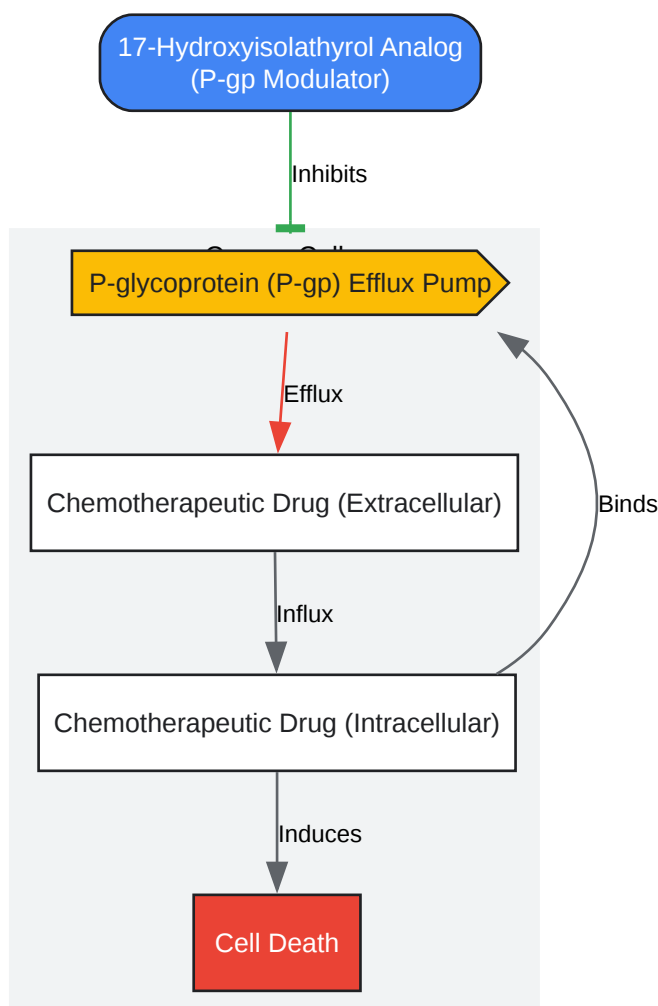 17-Hydroxyisolathyrol Analog
(P-gp Modulator)
Inhibits
P-glycoprotein (P-gp) Efflux Pump
Efflux
Chemotherapeutic Drug (Extracellular)
Binds
Influx
Chemotherapeutic Drug (Intracellular)
Induces
Cell Death